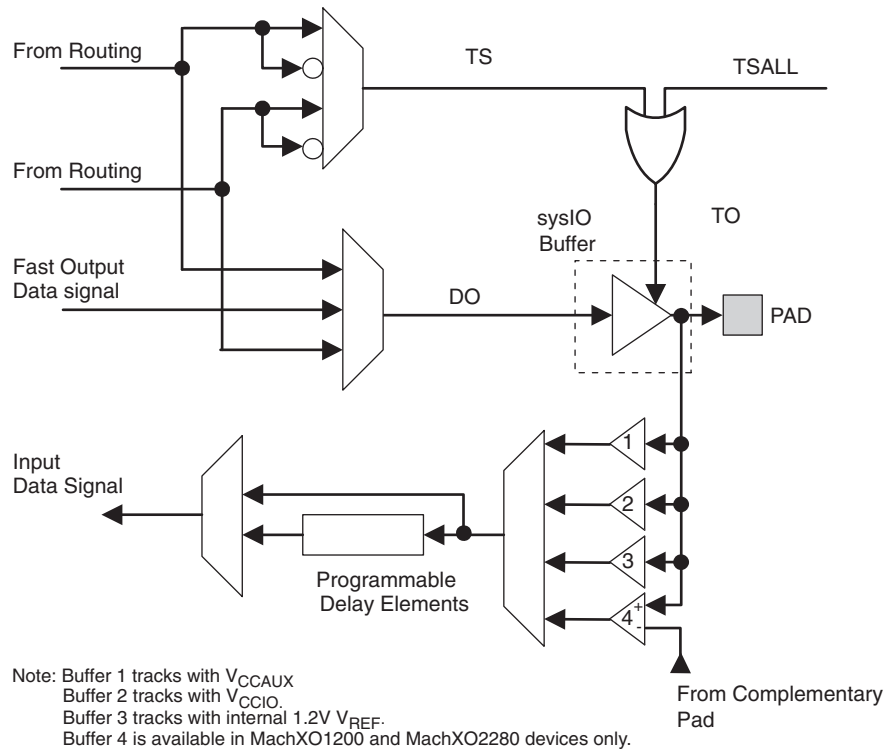 From Routing
TS
TSALL
From Routing
TO
sysIO
Buffer
Fast Output
Data signal
DO
PAD
1
Input
Data Signal
2
3
Programmable
Delay Elements
4
+
-
From Complementary
Pad
Note: Buffer 1 tracks with VCCAUX
Buffer 2 tracks with VCCIO.
Buffer 3 tracks with internal 1.2V VREF.
Buffer 4 is available in MachXO1200 and MachXO2280 devices only.